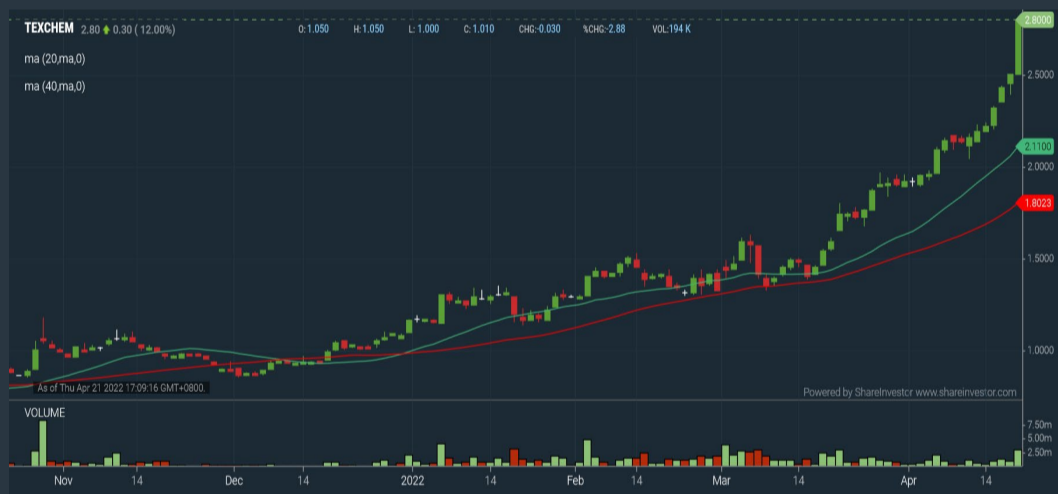 TEXCHEM 2.80 0.30 ( 12.00%) O:1.050 H:1.050 L: 1.000 C:1.010 CHG:-0.030 %CHG:-2.88 VOL:194 K
2.8000
ma (20,ma,0)
2.5000
ma (40,ma,0)
2.1100
2.0000
1.8023
1.5000
1.0000
As of Thu Apr 21 2022 17:09:16 GMT+0800.
Powered by ShareInvestor www.shareinvestor.com
VOLUME
7.50m
5.00m
2.50m
Nov 14 Dec 14 2022 14 Feb 14 Mar 14 Apr 14